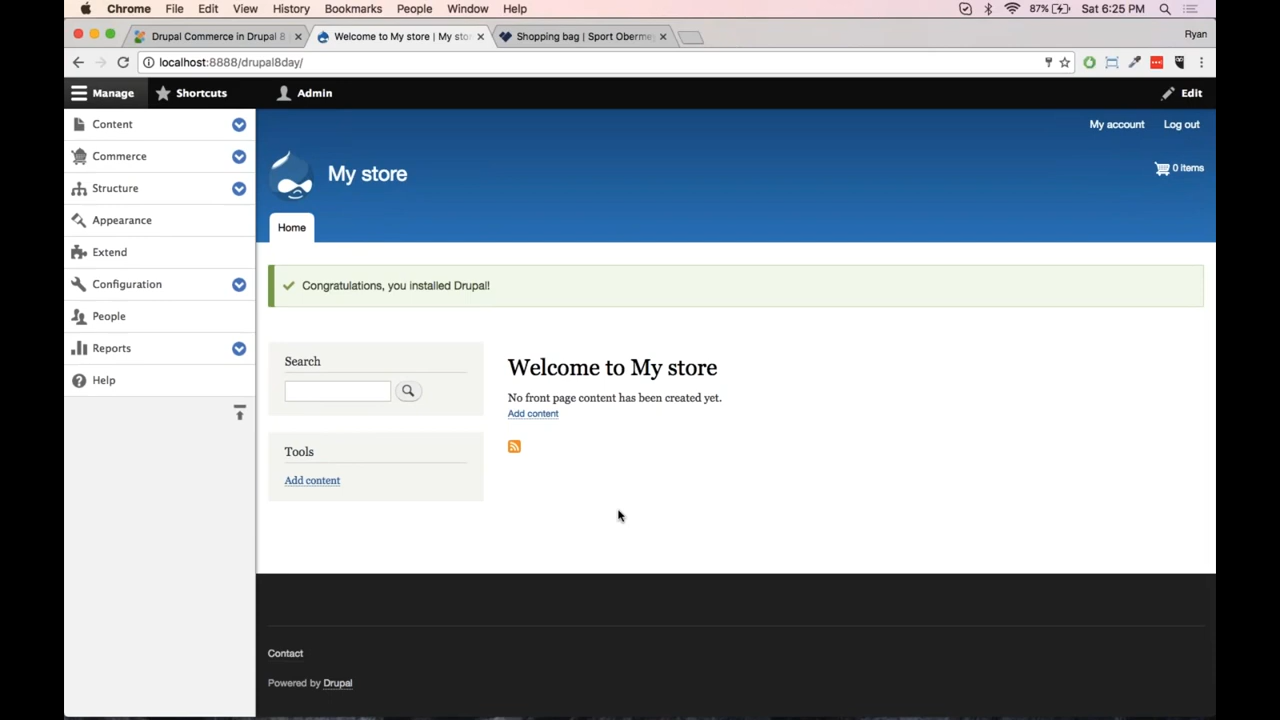 Chrome File Edit View History Bookmarks People Window Help 87% Sat 6:25 PM
Drupal Commerce in Drupal 8 Welcome to My store | My stor Shopping bag | Sport Oberme Ryan
localhost:8888/drupal8day/
Manage Shortcuts Admin Edit
Content
Commerce
Structure
Appearance
Extend
Configuration
People
Reports
Help
My account Log out
My store
0 items
Home
Congratulations, you installed Drupal!
Search
Tools
Add content
Welcome to My store
No front page content has been created yet.
Add content
Contact
Powered by Drupal